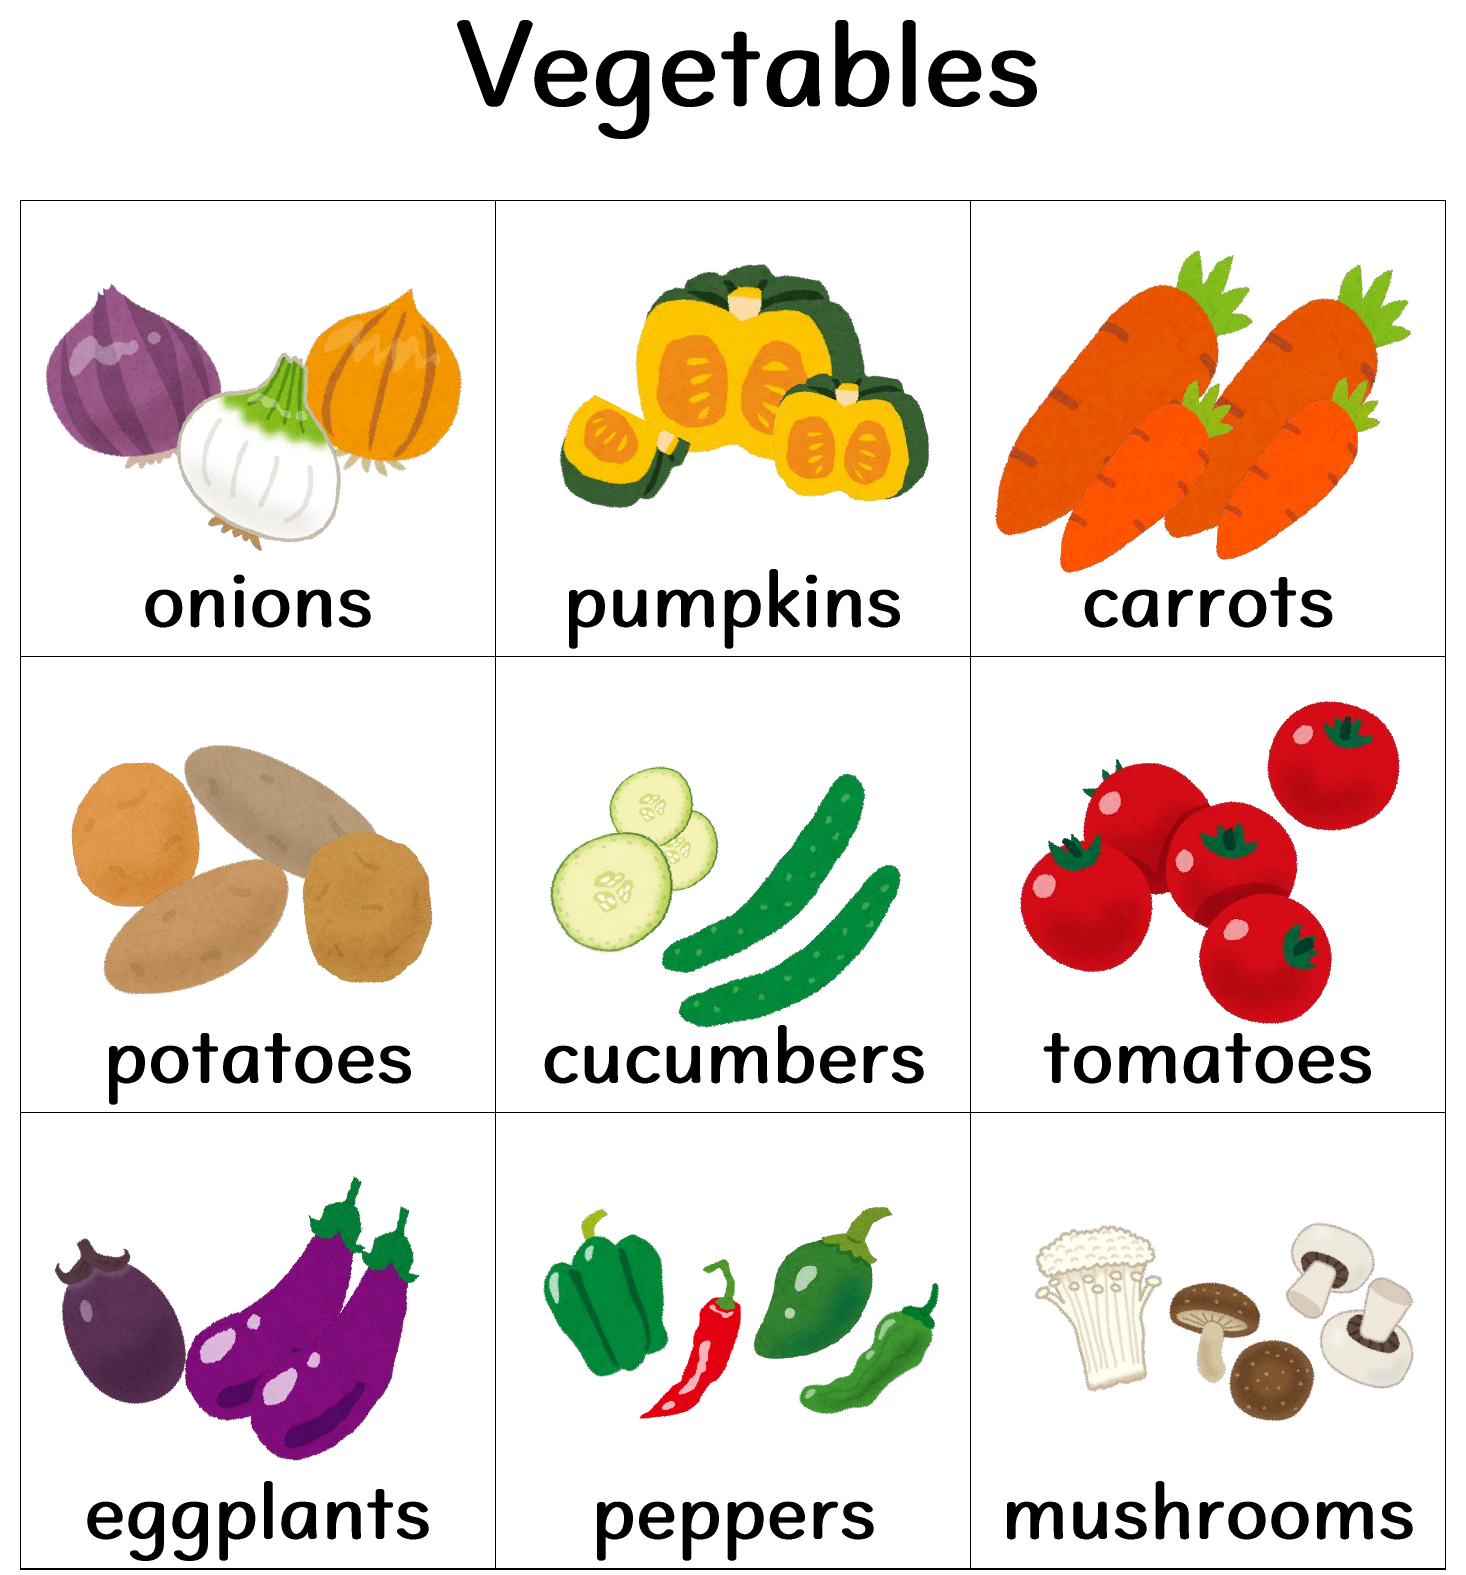 Vegetables
onions
pumpkins
carrots
potatoes
cucumbers
tomatoes
eggplants
peppers
mushrooms